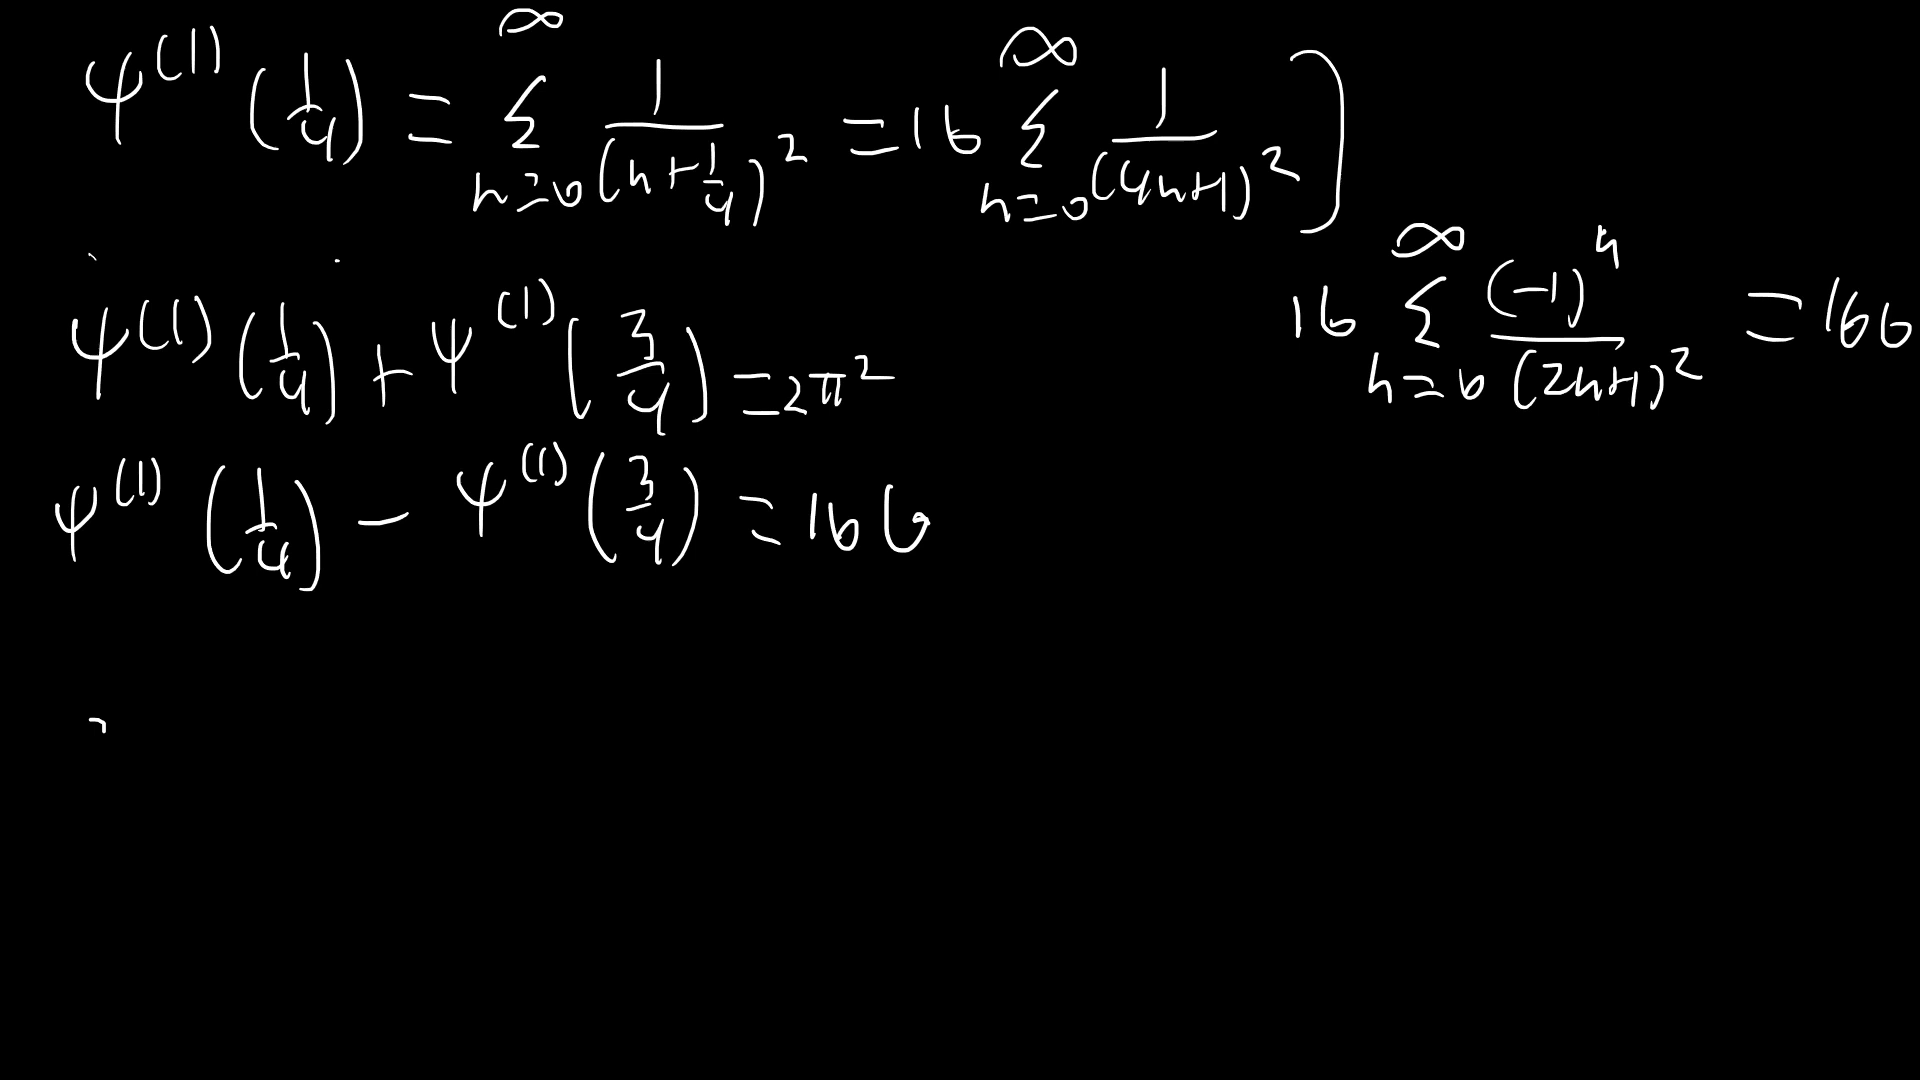 ψ^(1) (1/4) = Σ_{n=0}^{∞} 1/(n+1/4)^2 = 16 Σ_{n=0}^{∞} 1/(4n+1)^2
16 Σ_{n=0}^{∞} (-1)^n/(2n+1)^2 = 16G
ψ^(1) (1/4) + ψ^(1) (3/4) = 2π^2
ψ^(1) (1/4) - ψ^(1) (3/4) = 16G